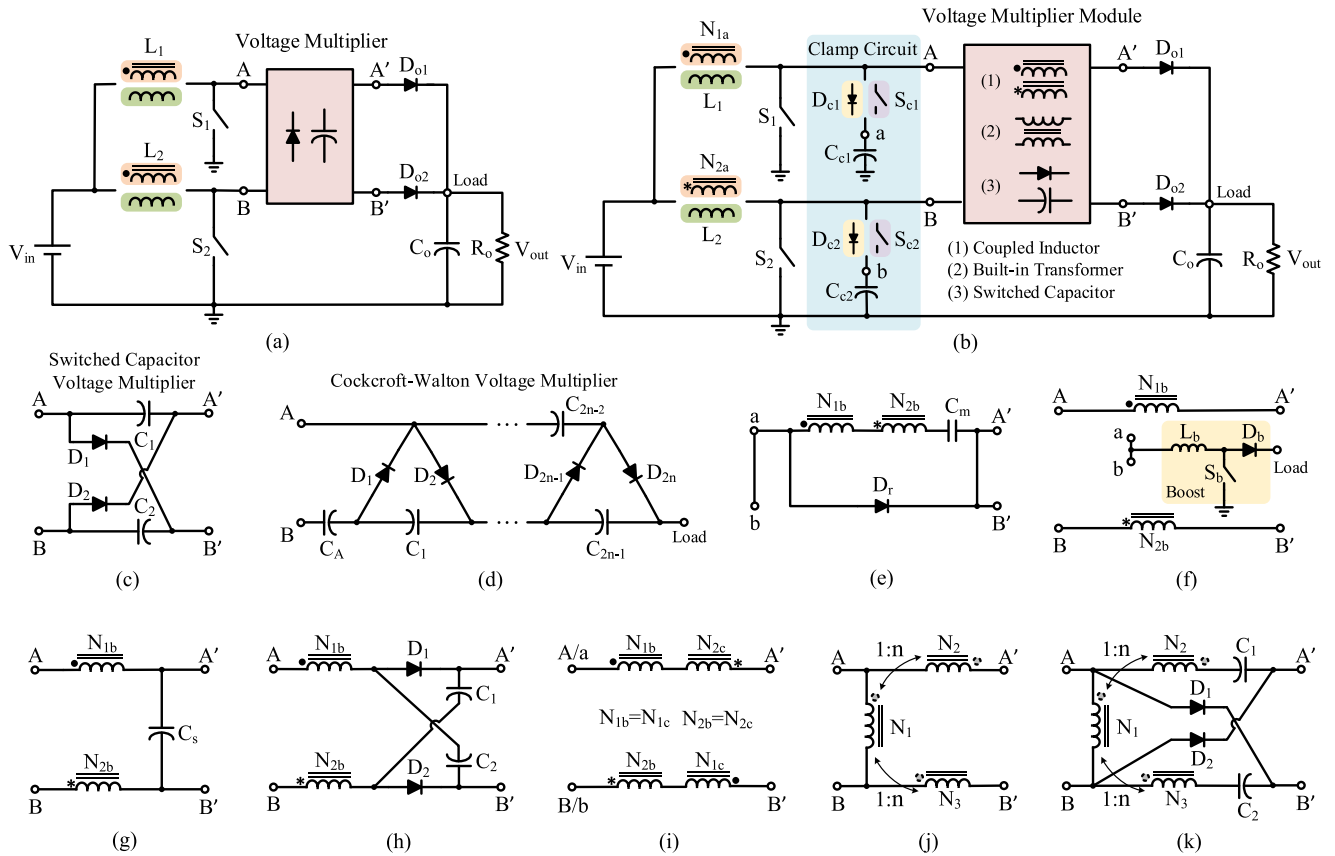 Voltage Multiplier
L1
A
A'
Do1
S1
L2
B
B'
Do2
Load
S2
Vin
Co
Ro
Vout
(a)
Voltage Multiplier Module
Clamp Circuit
N1a
L1
A
A'
Do1
S1
Dc1
Sc1
a
Cc1
(1)
(2)
(3)
N2a
L2
B
B'
Do2
Load
S2
Dc2
Sc2
b
Cc2
Vin
(1) Coupled Inductor
(2) Built-in Transformer
(3) Switched Capacitor
Co
Ro
Vout
(b)
Switched Capacitor
Voltage Multiplier
A
A'
C1
D1
D2
C2
B
B'
(c)
Cockcroft-Walton Voltage Multiplier
A
C2n-2
D1
D2
D2n-1
D2n
B
CA
C1
C2n-1
Load
(d)
N1b
N2b
Cm
a
A'
Dr
b
B'
(e)
N1b
A
A'
a
b
Lb
Db
Sb
Load
Boost
B
N2b
B'
(f)
N1b
A
A'
Cs
N2b
B
B'
(g)
N1b
D1
A
A'
C1
C2
N2b
D2
B
B'
(h)
A/a
N1b
N2c
A'
N1b=N1c N2b=N2c
N2b
N1c
B/b
B'
(i)
1:n
N2
A
A'
N1
1:n
N3
B
B'
(j)
1:n
N2
C1
A
A'
D1
N1
D2
1:n
N3
C2
B
B'
(k)